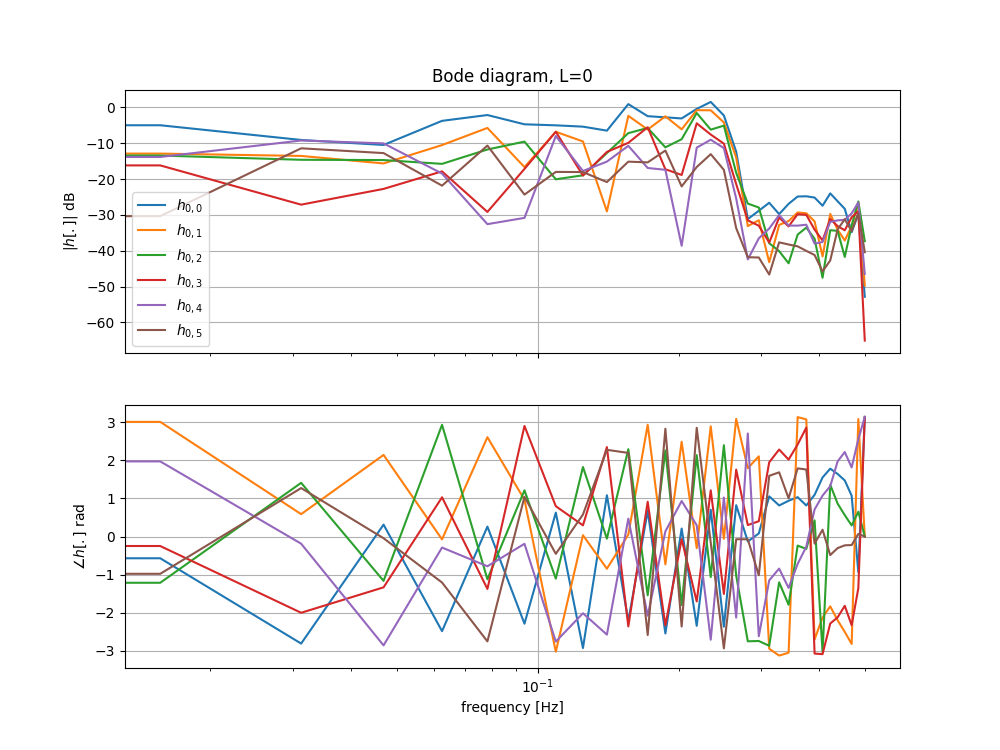 Bode diagram, L=0
|h[.]| dB
0
−10
−20
−30
−40
−50
−60
h0,0
h0,1
h0,2
h0,3
h0,4
h0,5
∠h[.] rad
3
2
1
0
−1
−2
−3
10−1
frequency [Hz]